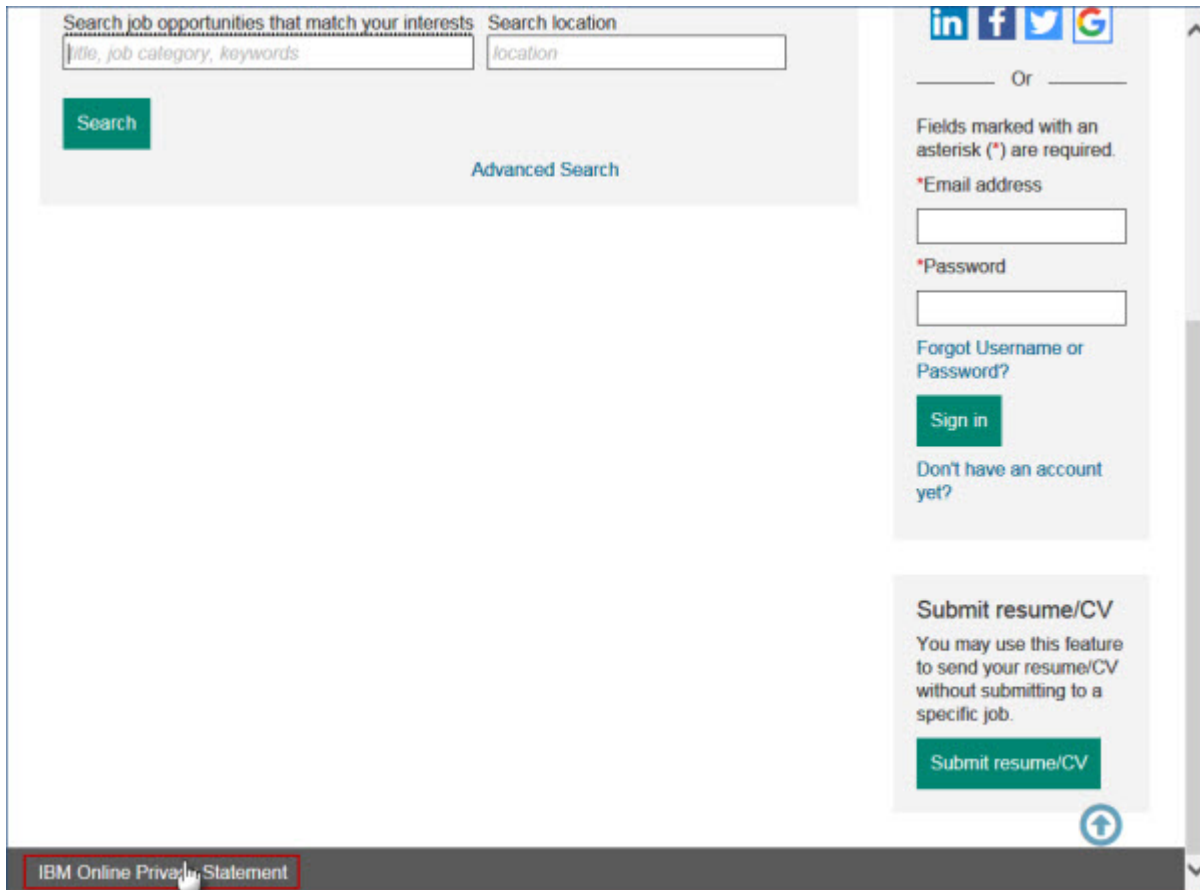 Search job opportunities that match your interests
title, job category, keywords
Search location
location
Search
Advanced Search
in f G
Or
Fields marked with an
asterisk (*) are required.
*Email address
*Password
Forgot Username or
Password?
Sign in
Don't have an account
yet?
Submit resume/CV
You may use this feature
to send your resume/CV
without submitting to a
specific job.
Submit resume/CV
IBM Online Privacy Statement